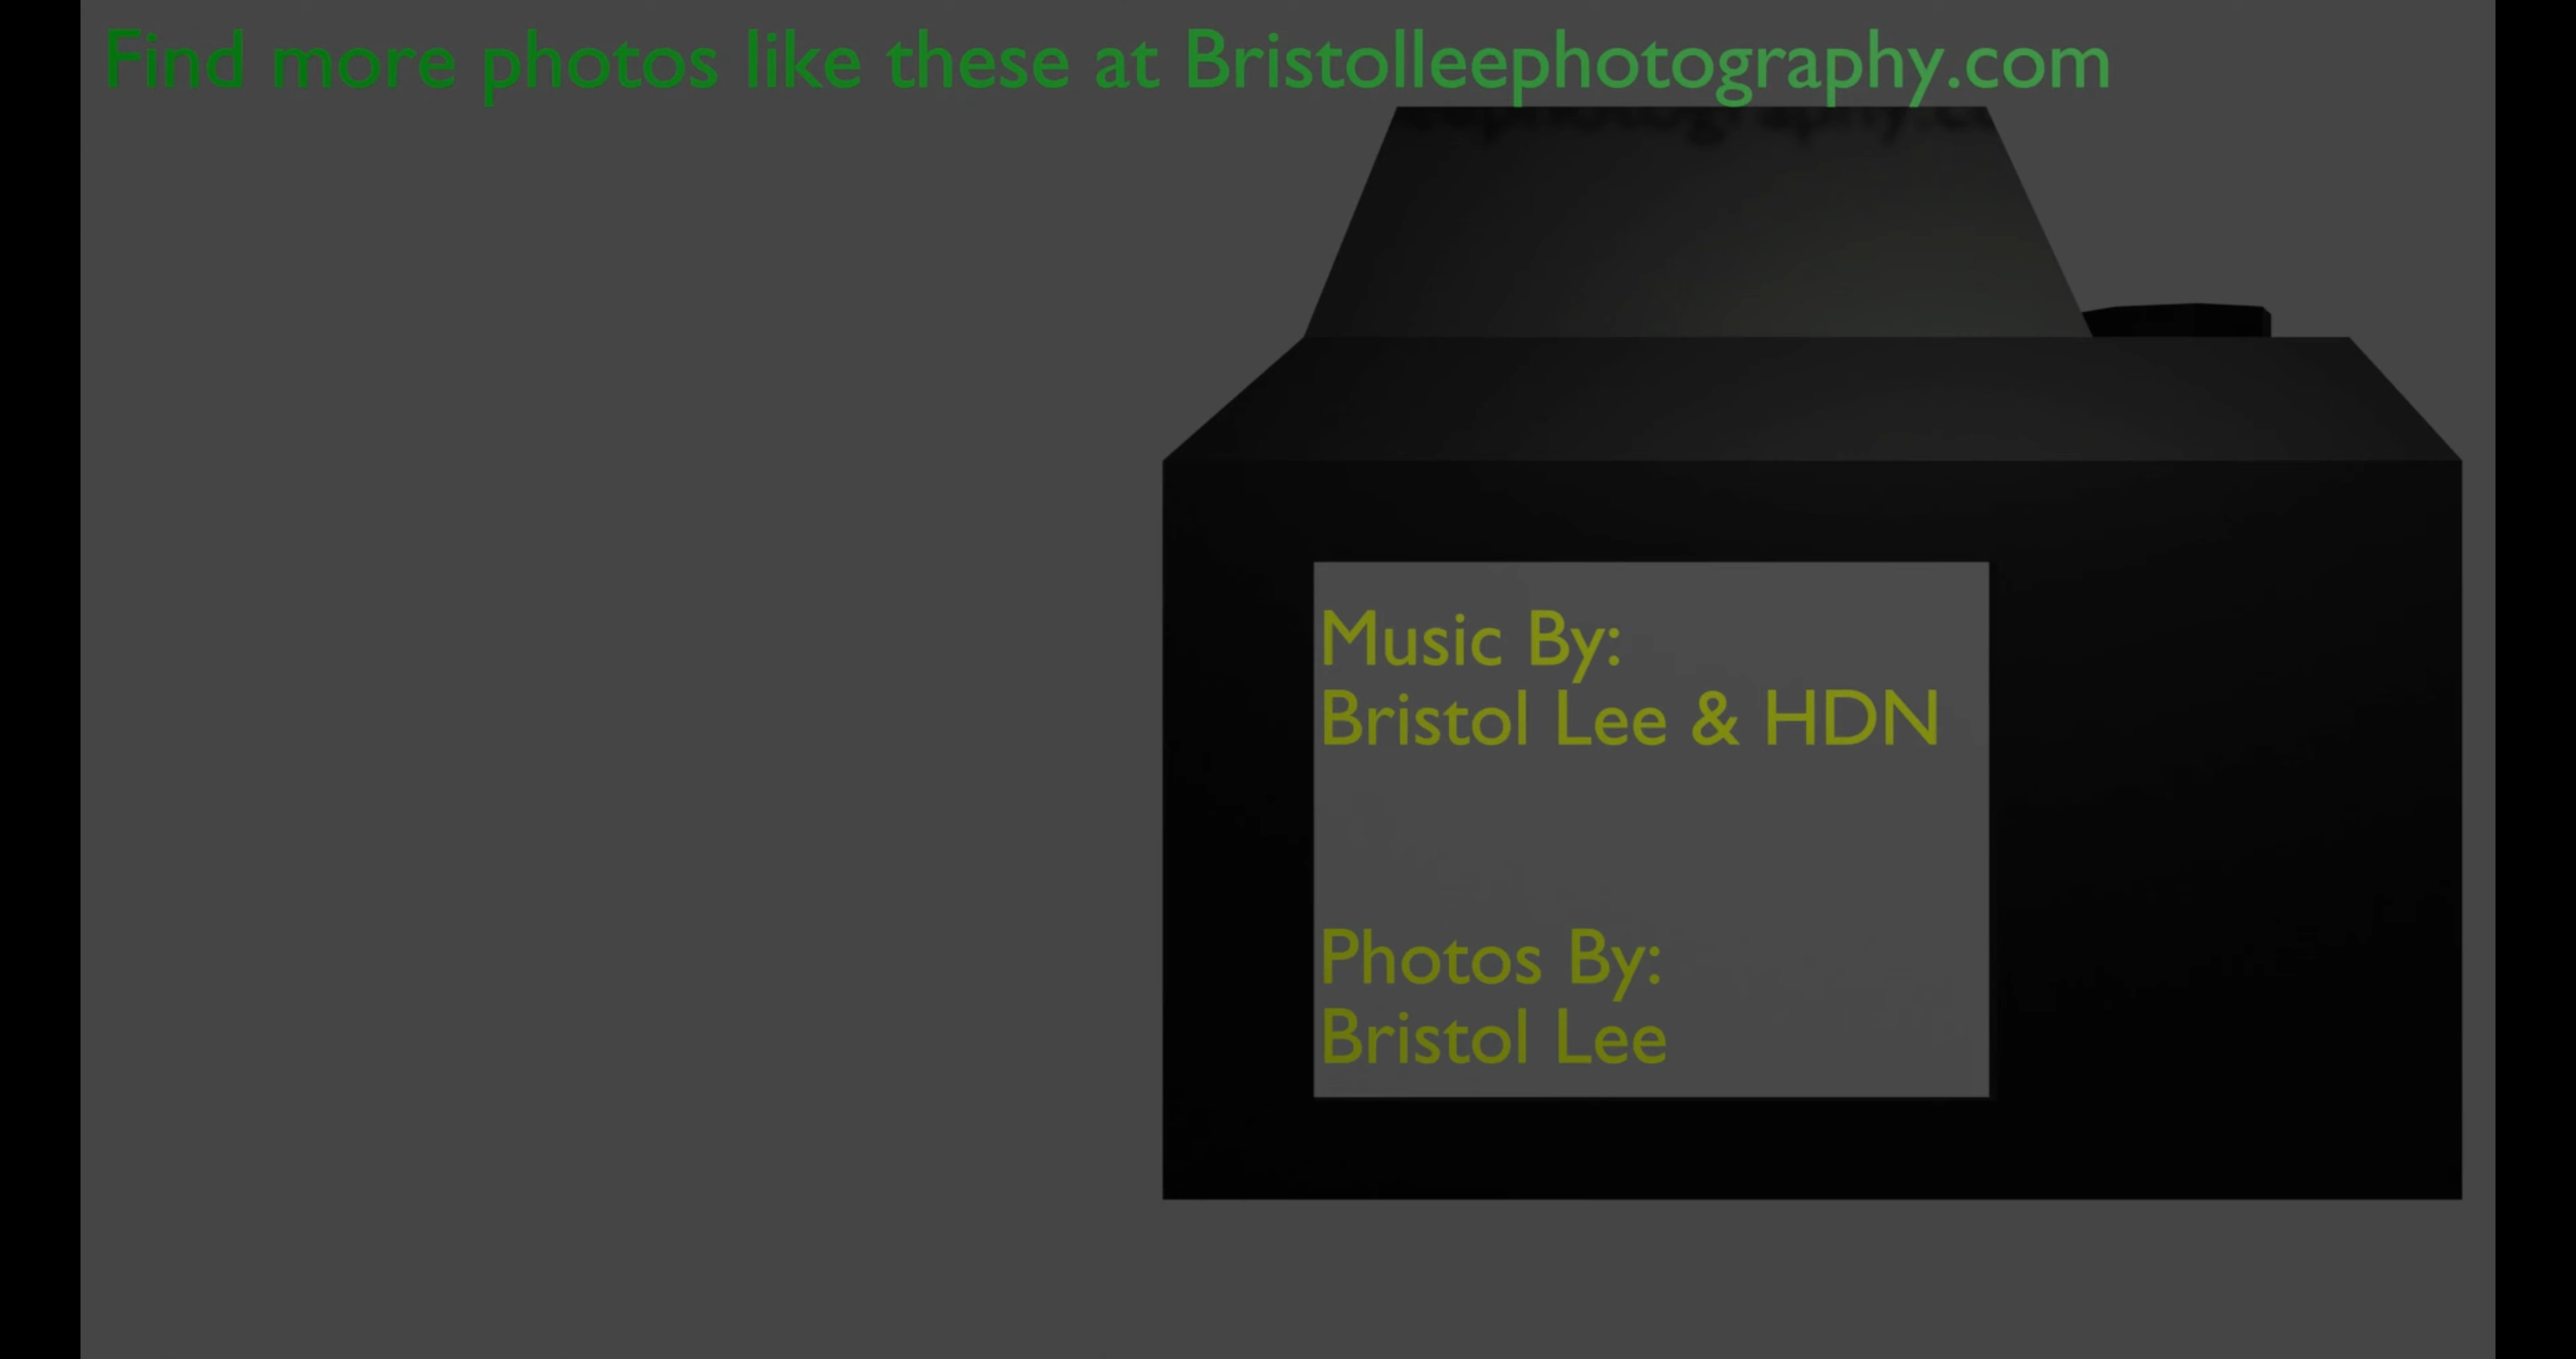 Find more photos like these at Bristolleephotography.com
Music By:
Bristol Lee & HDN
Photos By:
Bristol Lee